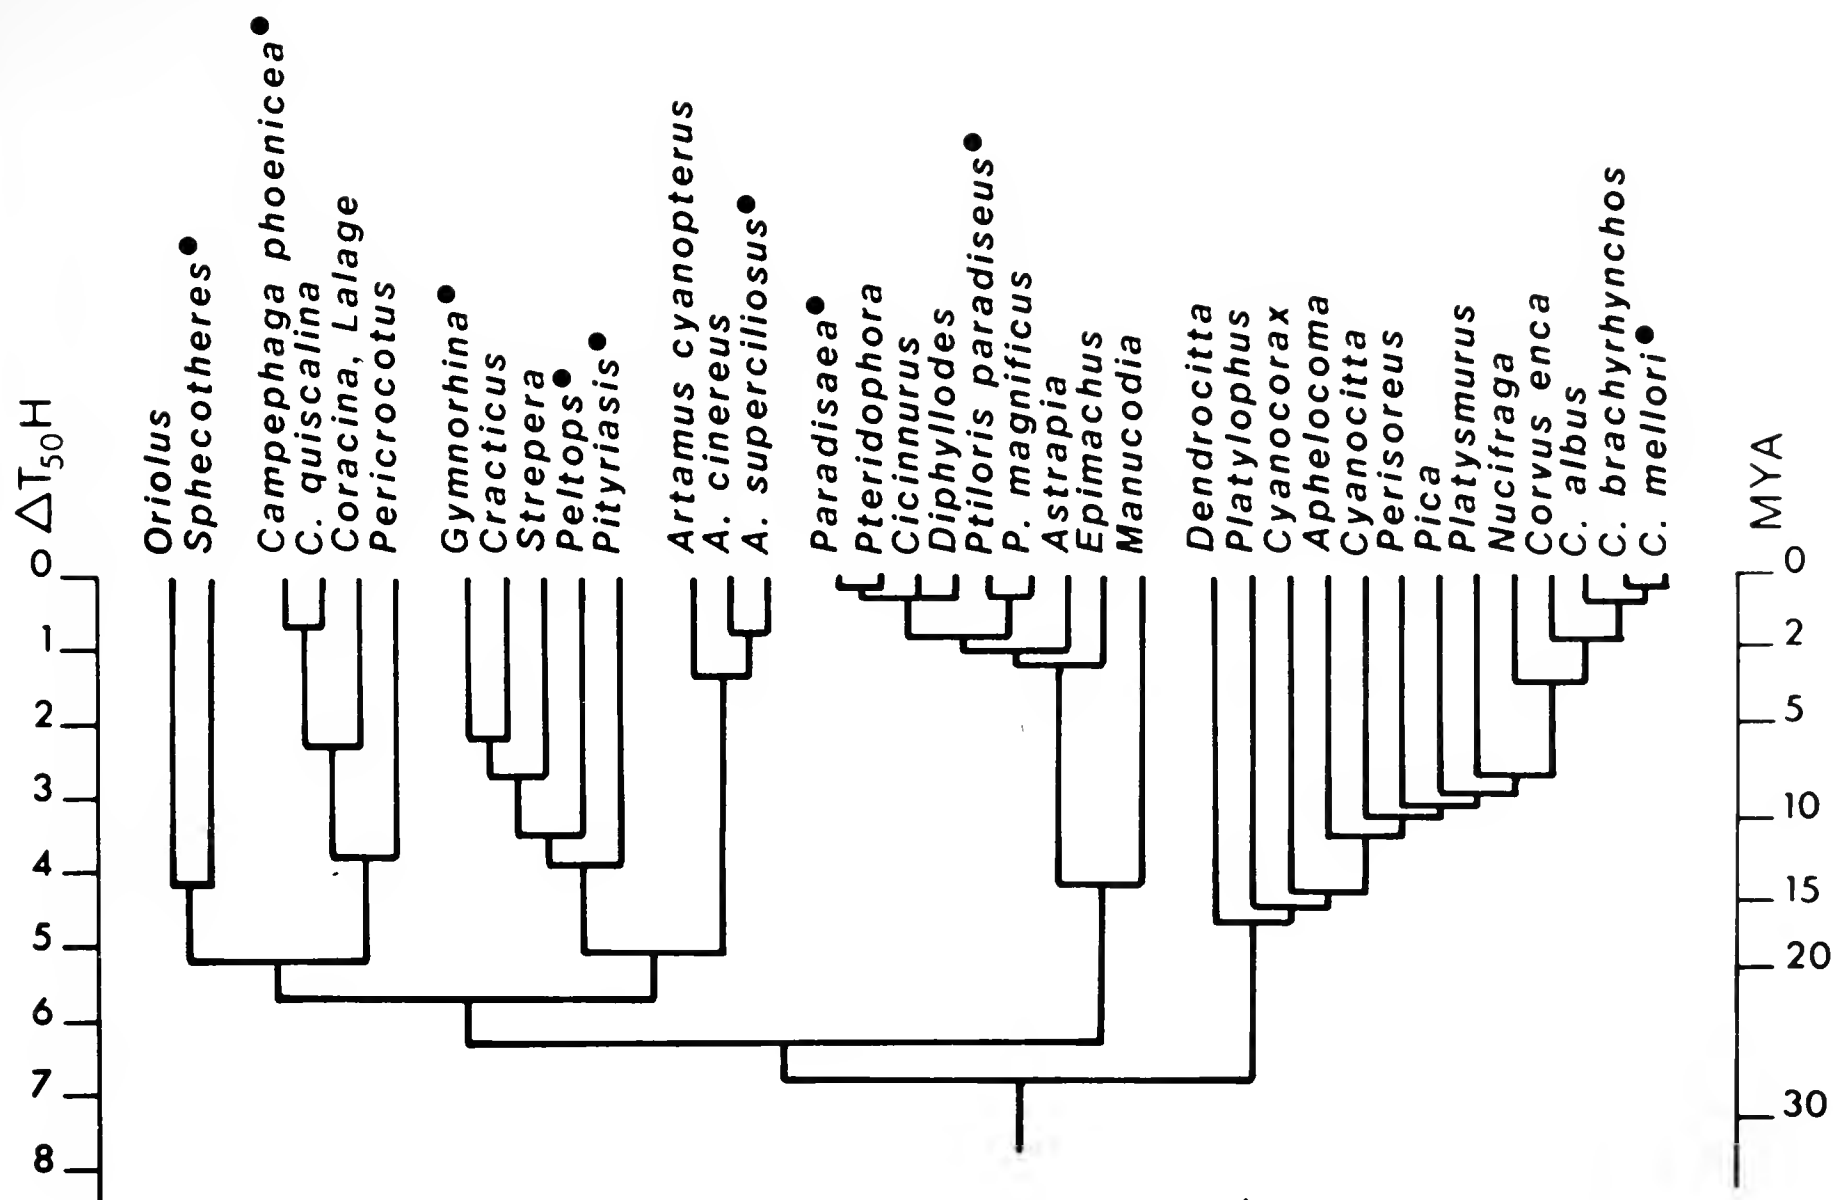 Oriolus
Sphecotheres●
Campephaga phoenicea●
C. quiscalina
Coracina, Lalage
Pericrocotus
Gymnorhina●
Cracticus
Strepera
Peltops●
Pityriasis●
Artamus cyanopterus
A. cinereus
A. superciliosus●
Paradisaea●
Pteridophora
Cicinnurus
Diphyllodes
Ptiloris paradiseus●
P. magnificus
Astrapia
Epimachus
Manucodia
Dendrocitta
Platylophus
Cyanocorax
Aphelocoma
Cyanocitta
Perisoreus
Pica
Platysmurus
Nucifraga
Corvus enca
C. albus
C. brachyrhynchos
C. mellori●
ΔT50H
0
1
2
3
4
5
6
7
8
MYA
0
2
5
10
15
20
30